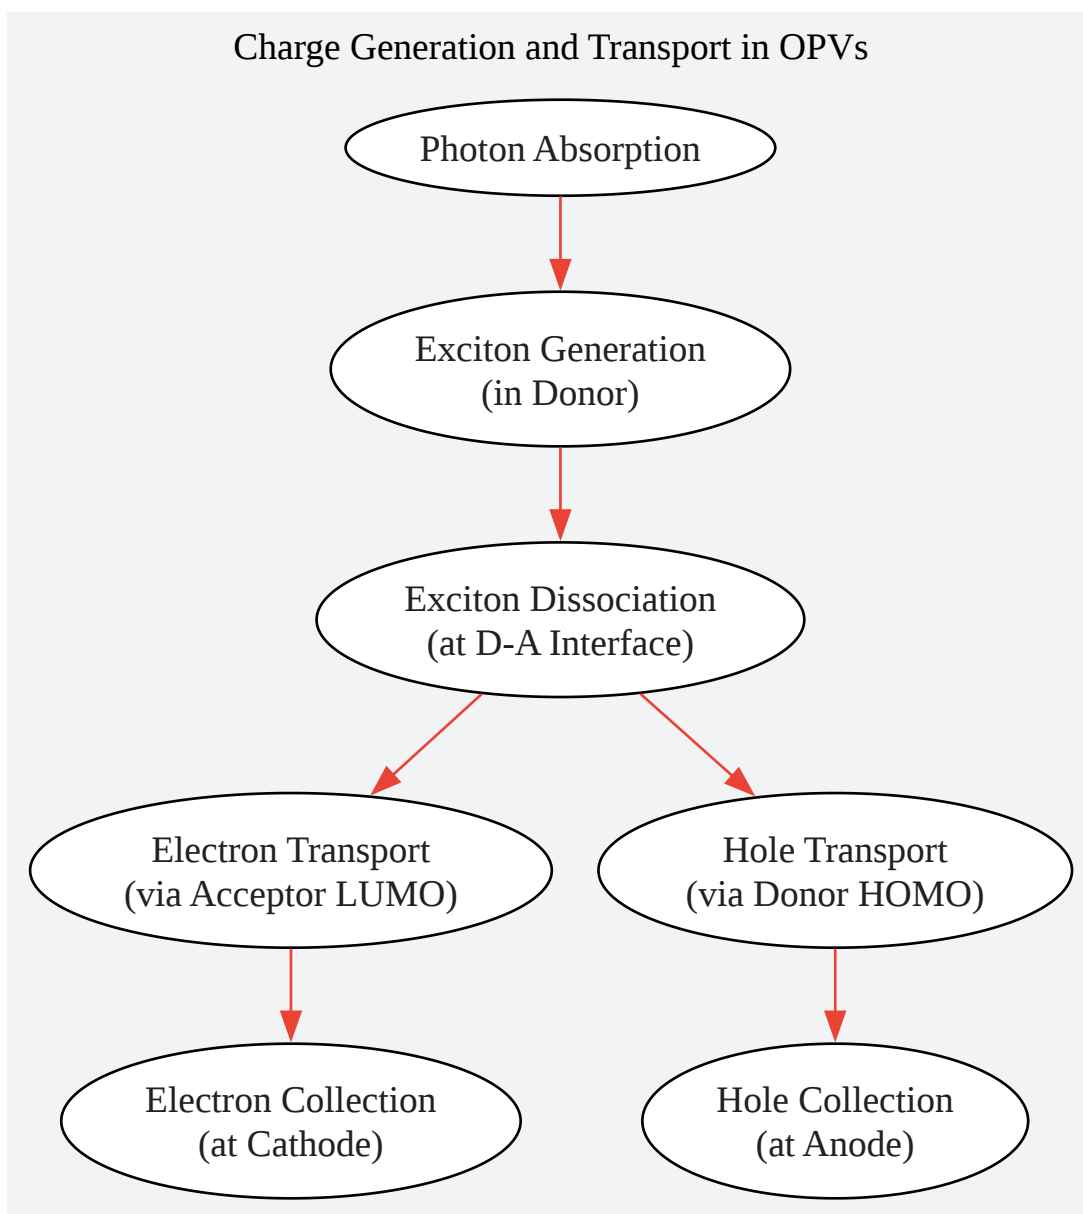 Charge Generation and Transport in OPVs
Photon Absorption
Exciton Generation
(in Donor)
Exciton Dissociation
(at D-A Interface)
Electron Transport
(via Acceptor LUMO)
Hole Transport
(via Donor HOMO)
Electron Collection
(at Cathode)
Hole Collection
(at Anode)